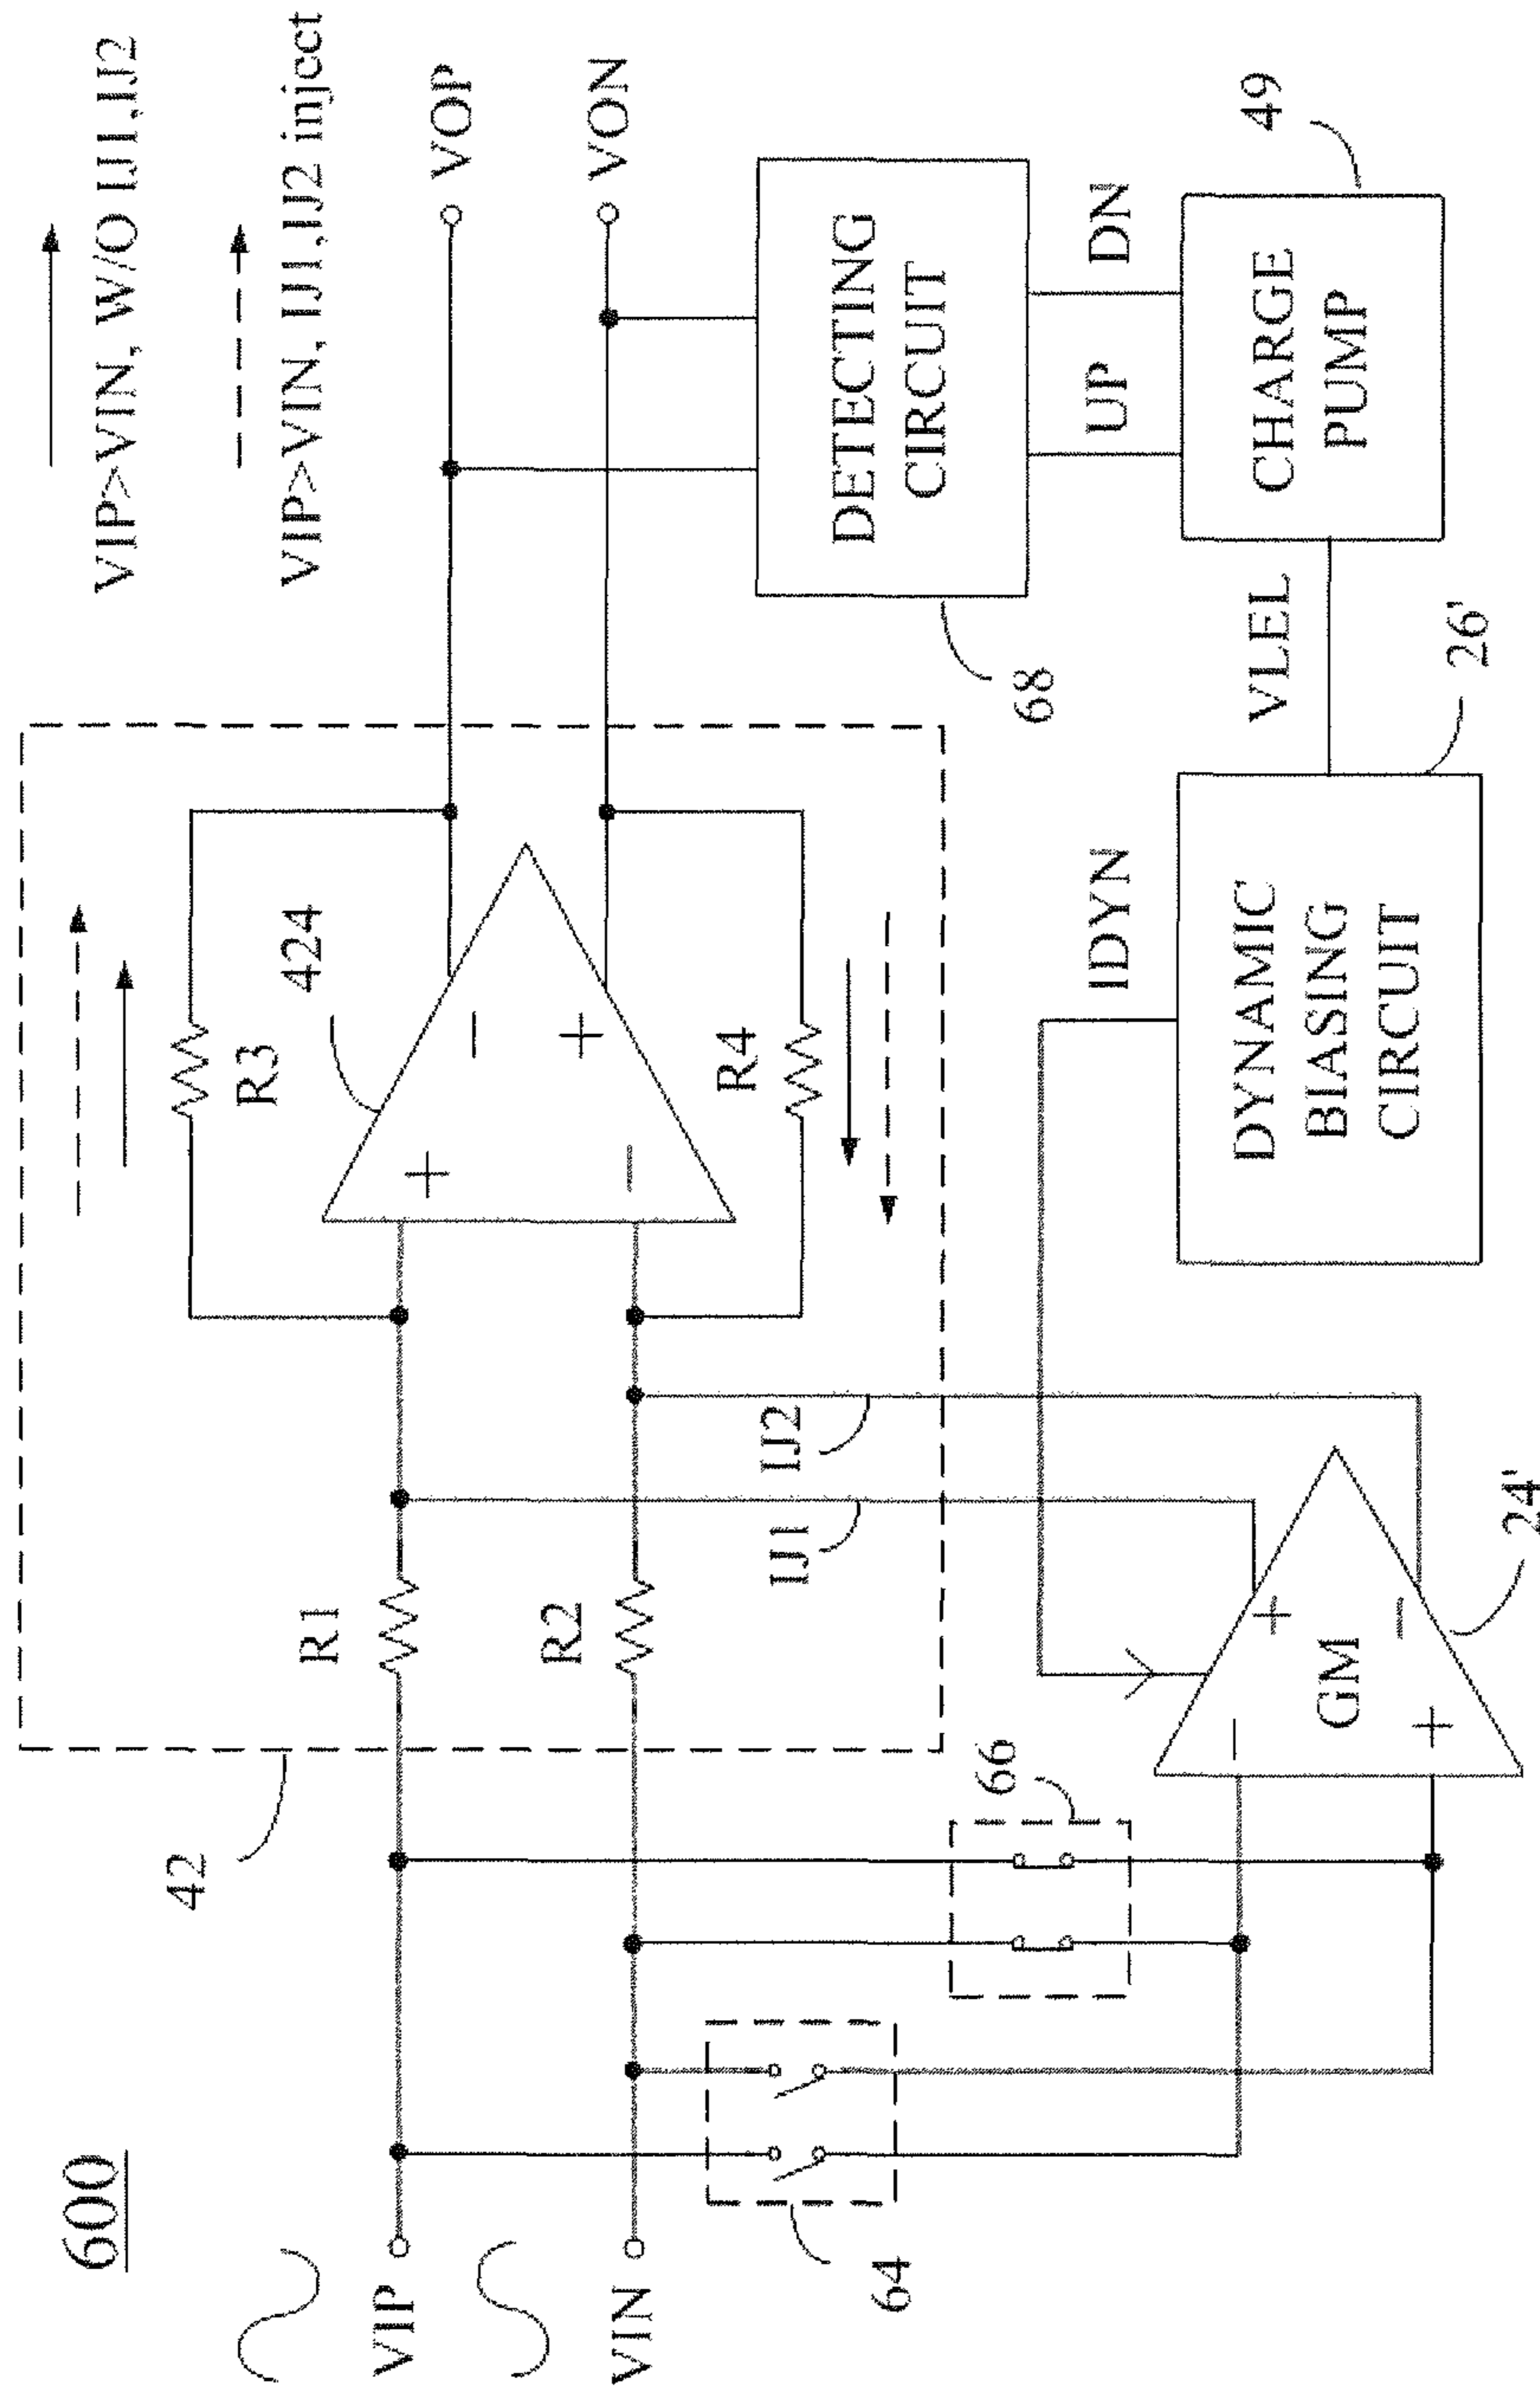 600
VIP>VIN, W/O IJ1,IJ2
VIP>VIN, IJ1,IJ2 inject
42
R3
424
VIP
R1
+
−
VOP
VIN
R2
−
+
VON
R4
64
IJ1
IJ2
68
DETECTING
CIRCUIT
66
IDYN
UP
DN
49
−
+
GM
+
−
24'
DYNAMIC
BIASING
CIRCUIT
26'
VLEL
CHARGE
PUMP